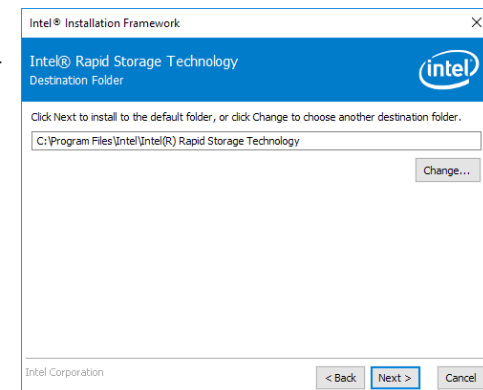 Intel® Installation Framework
Intel® Rapid Storage Technology
Destination Folder
intel
Click Next to install to the default folder, or click Change to choose another destination folder.
C:\Program Files\Intel\Intel(R) Rapid Storage Technology
Change...
Intel Corporation
< Back Next > Cancel